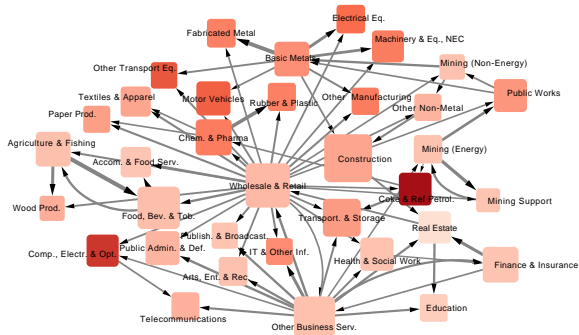 Electrical Eq.
Fabricated Metal
Machinery & Eq., NEC
Basic Metals
Mining (Non-Energy)
Other Transport Eq.
Textiles & Apparel
Motor Vehicles
Rubber & Plastic
Other Manufacturing
Public Works
Paper Prod.
Other Non-Metal
Chem. & Pharma
Agriculture & Fishing
Mining (Energy)
Accom. & Food Serv.
Construction
Wholesale & Retail
Coke & Ref Petrol.
Mining Support
Wood Prod.
Food, Bev. & Tob.
Transport. & Storage
Real Estate
Publish. & Broadcast.
Comp., Electr. & Opt.
Public Admin. & Def.
IT & Other Inf.
Health & Social Work
Finance & Insurance
Arts, Ent. & Rec.
Telecommunications
Other Business Serv.
Education